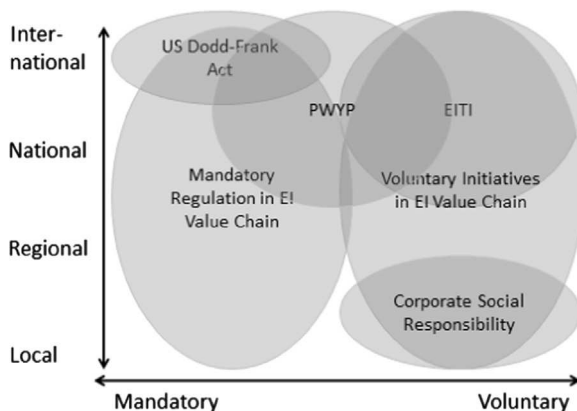 Inter-
national
National
Regional
Local
US Dodd-Frank
Act
PWYP
EITI
Mandatory
Regulation in EI
Value Chain
Voluntary Initiatives
in EI Value Chain
Corporate Social
Responsibility
Mandatory
Voluntary